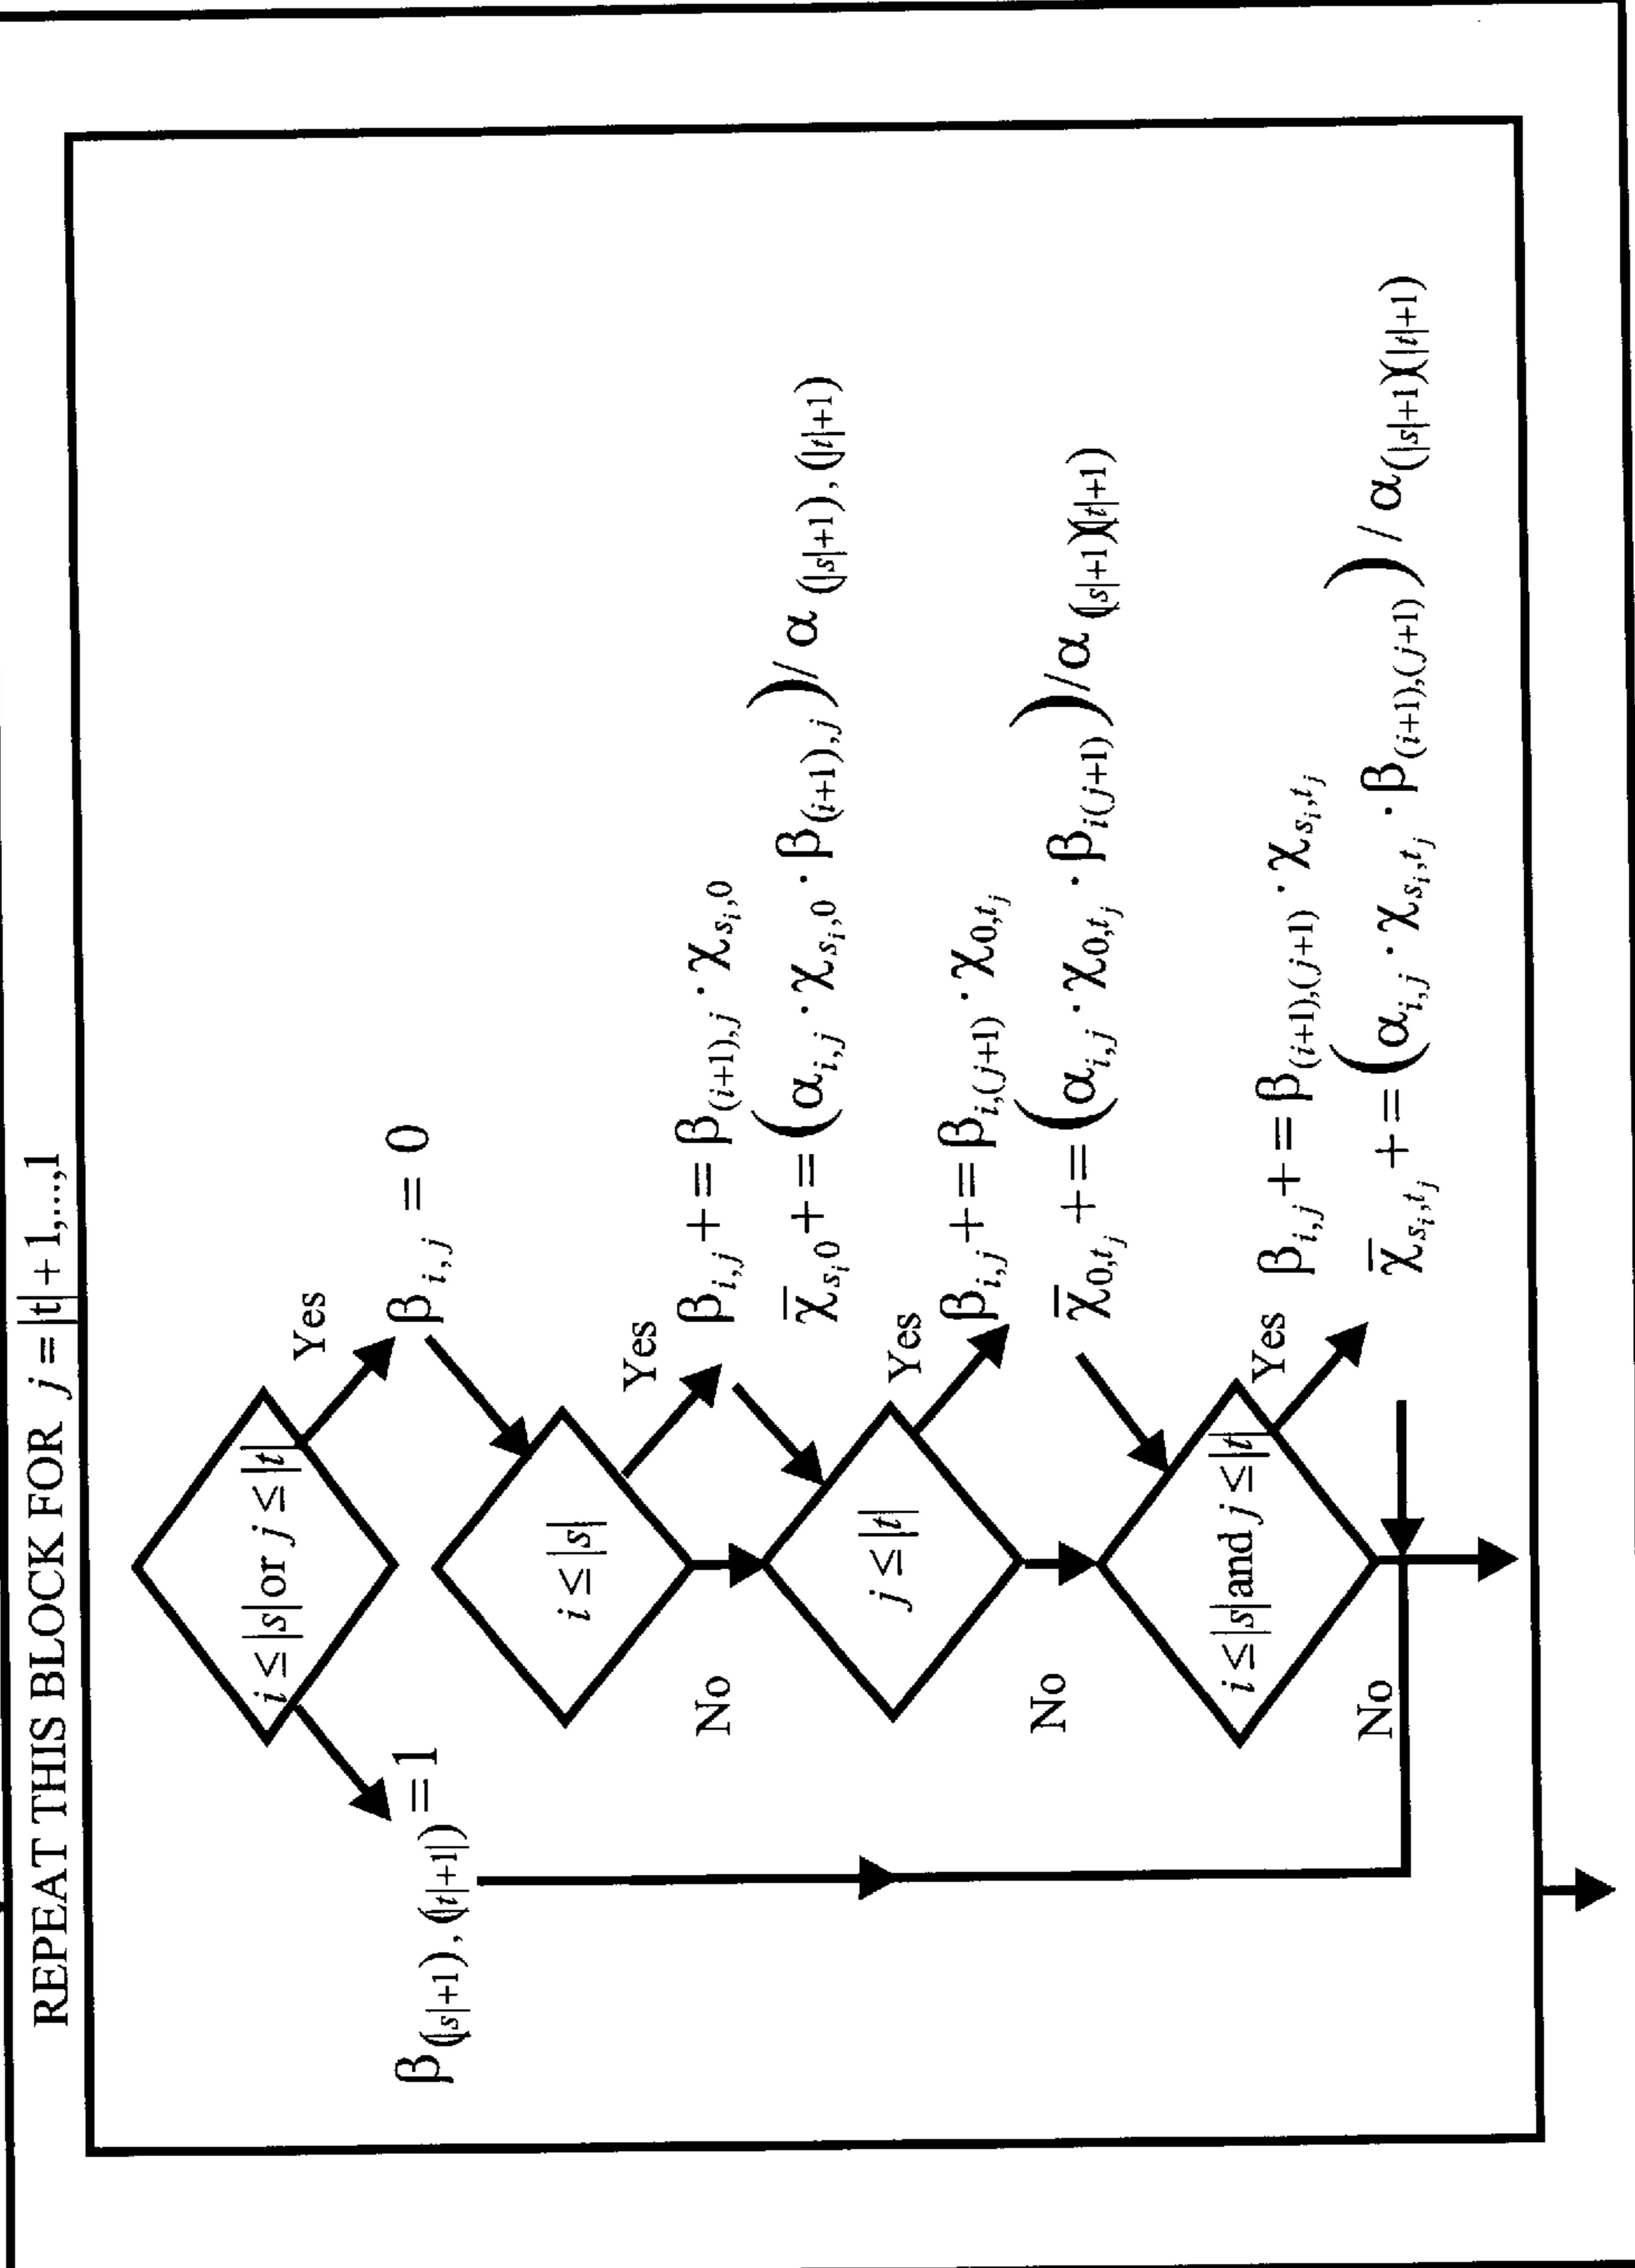 REPEAT THIS BLOCK FOR j = |t| + 1,...,1
i ≤ |s| or j ≤ |t|
Yes
β_{(|s|+1),(|t|+1|)} = 1
β_{i,j} = 0
i ≤ |s|
Yes
No
β_{i,j} += β_{(i+1),j} · χ_{s_i,0}
χ̄_{s_i 0} += (α_{i,j} · χ_{s_i,0} · β_{(i+1),j}) / α_{(|s|+1),(|t|+1)}
j ≤ |t|
Yes
No
β_{i,j} += β_{i,(j+1)} · χ_{0,t_j}
χ̄_{0,t_j} += (α_{i,j} · χ_{0,t_j} · β_{i(j+1)}) / α_{(|s|+1)(|t|+1)}
i ≤ |s| and j ≤ |t|
Yes
No
β_{i,j} += β_{(i+1),(j+1)} · χ_{s_i,t_j}
χ̄_{s_i,t_j} += (α_{i,j} · χ_{s_i,t_j} · β_{(i+1),(j+1)}) / α_{(|s|+1)(|t|+1)}